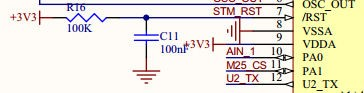 OSC_OUT
R16
STM_RST 7 /RST
+3V3
100K
8 VSSA
C11
100nF
+3V3
9 VDDA
AIN_1 10 PA0
M25_CS 11 PA1
U2_TX 12